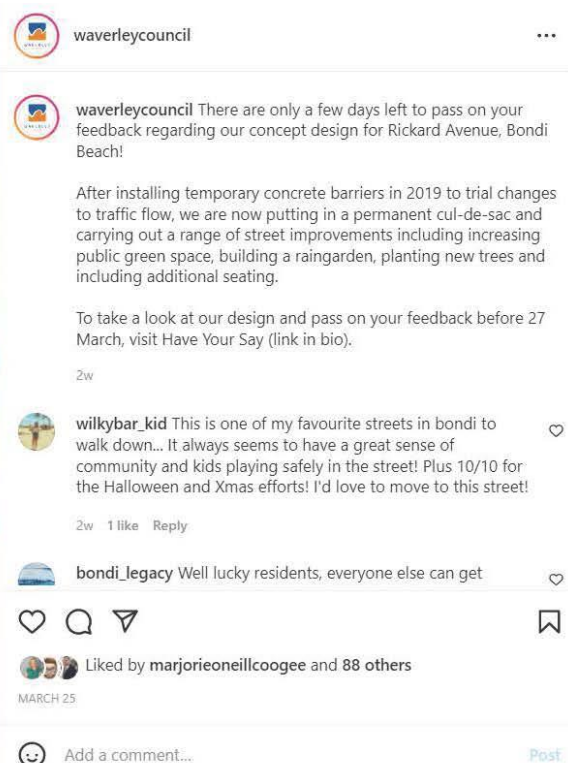 waverleycouncil
waverleycouncil There are only a few days left to pass on your
feedback regarding our concept design for Rickard Avenue, Bondi
Beach!
After installing temporary concrete barriers in 2019 to trial changes
to traffic flow, we are now putting in a permanent cul-de-sac and
carrying out a range of street improvements including increasing
public green space, building a raingarden, planting new trees and
including additional seating.
To take a look at our design and pass on your feedback before 27
March, visit Have Your Say (link in bio).
2w
wilkybar_kid This is one of my favourite streets in bondi to
walk down... It always seems to have a great sense of
community and kids playing safely in the street! Plus 10/10 for
the Halloween and Xmas efforts! I'd love to move to this street!
2w 1 like Reply
bondi_legacy Well lucky residents, everyone else can get
Liked by marjorieoneillcoogee and 88 others
MARCH 25
Add a comment... Post